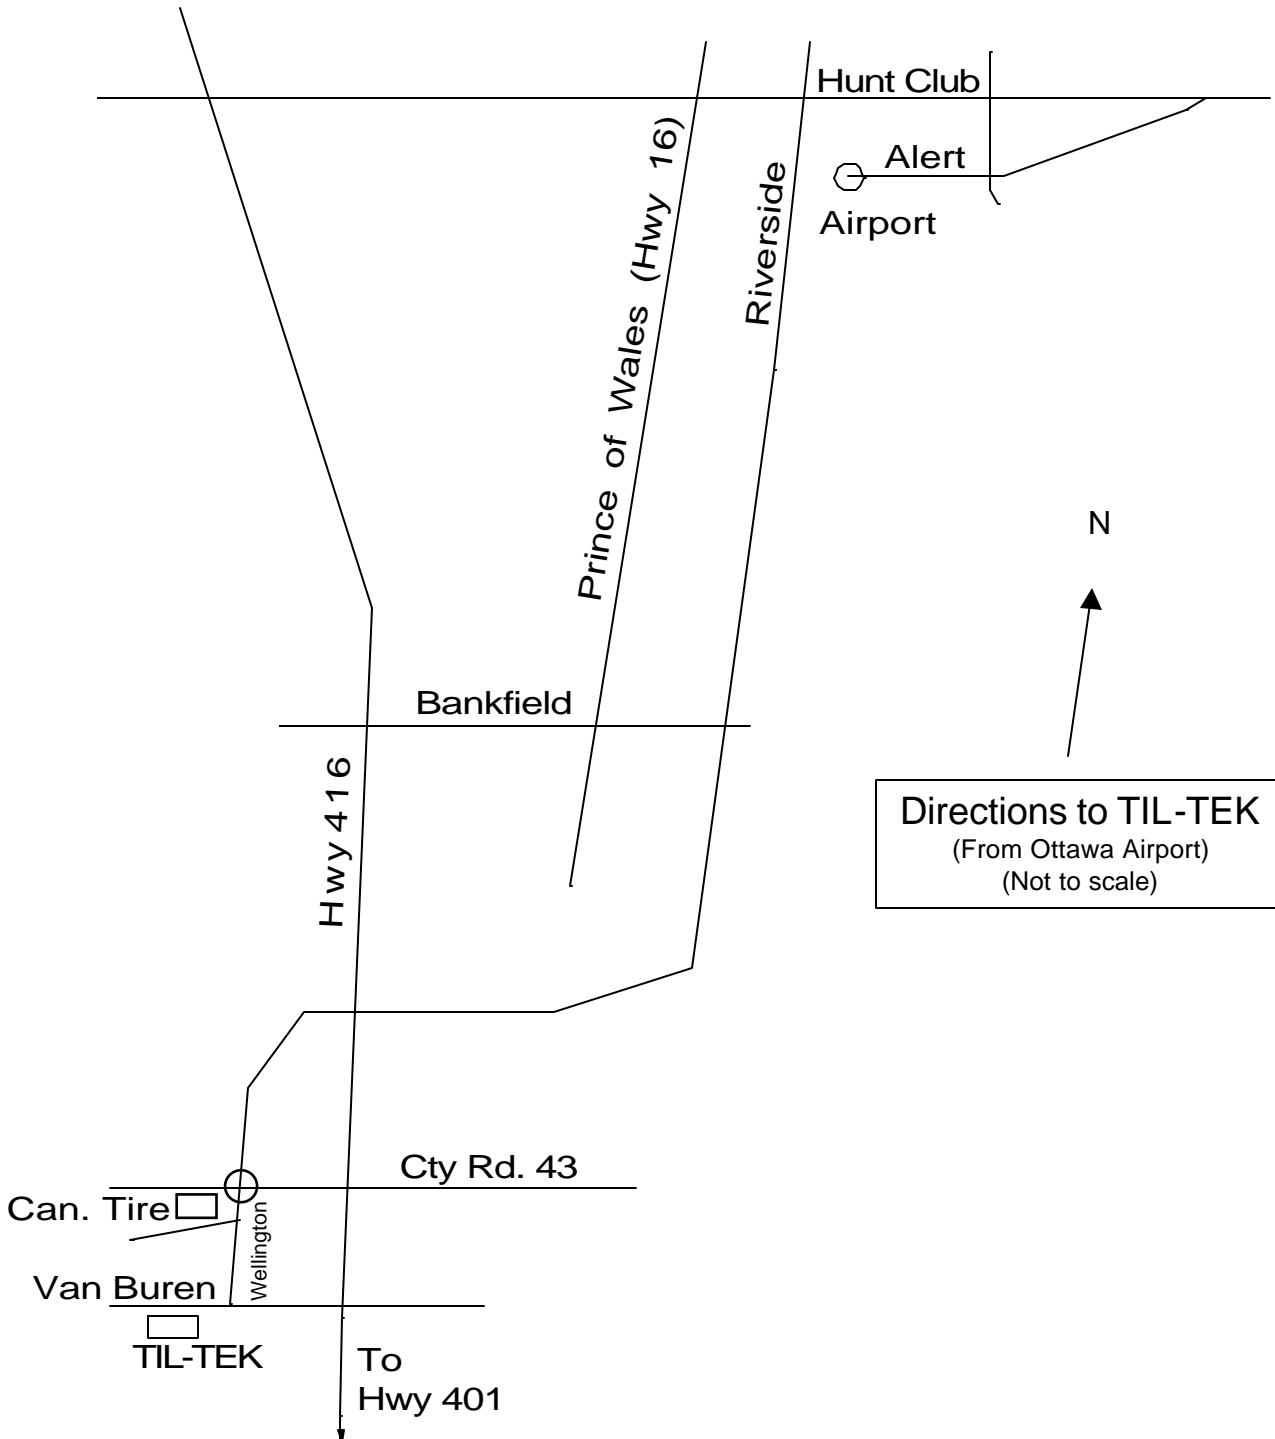 Hunt Club
Alert
Airport
Prince of Wales (Hwy 16)
Riverside
N
Bankfield
Hwy 416
Directions to TIL-TEK
(From Ottawa Airport)
(Not to scale)
Cty Rd. 43
Can. Tire
Wellington
Van Buren
TIL-TEK
To
Hwy 401